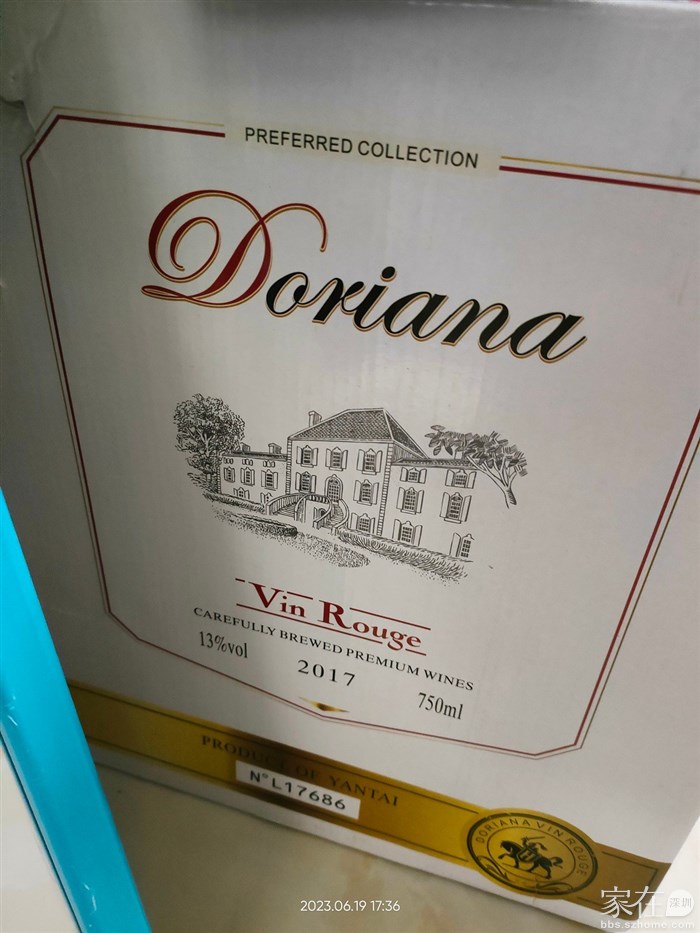 PREFERRED COLLECTION
Doriana
Vin Rouge
CAREFULLY BREWED PREMIUM WINES
13%vol
2017
750ml
PRODUCT OF YANTAI
N° L17686
DORIANA VIN ROUGE
2023.06.19 17:36
家在深圳
bbs.szhome.com